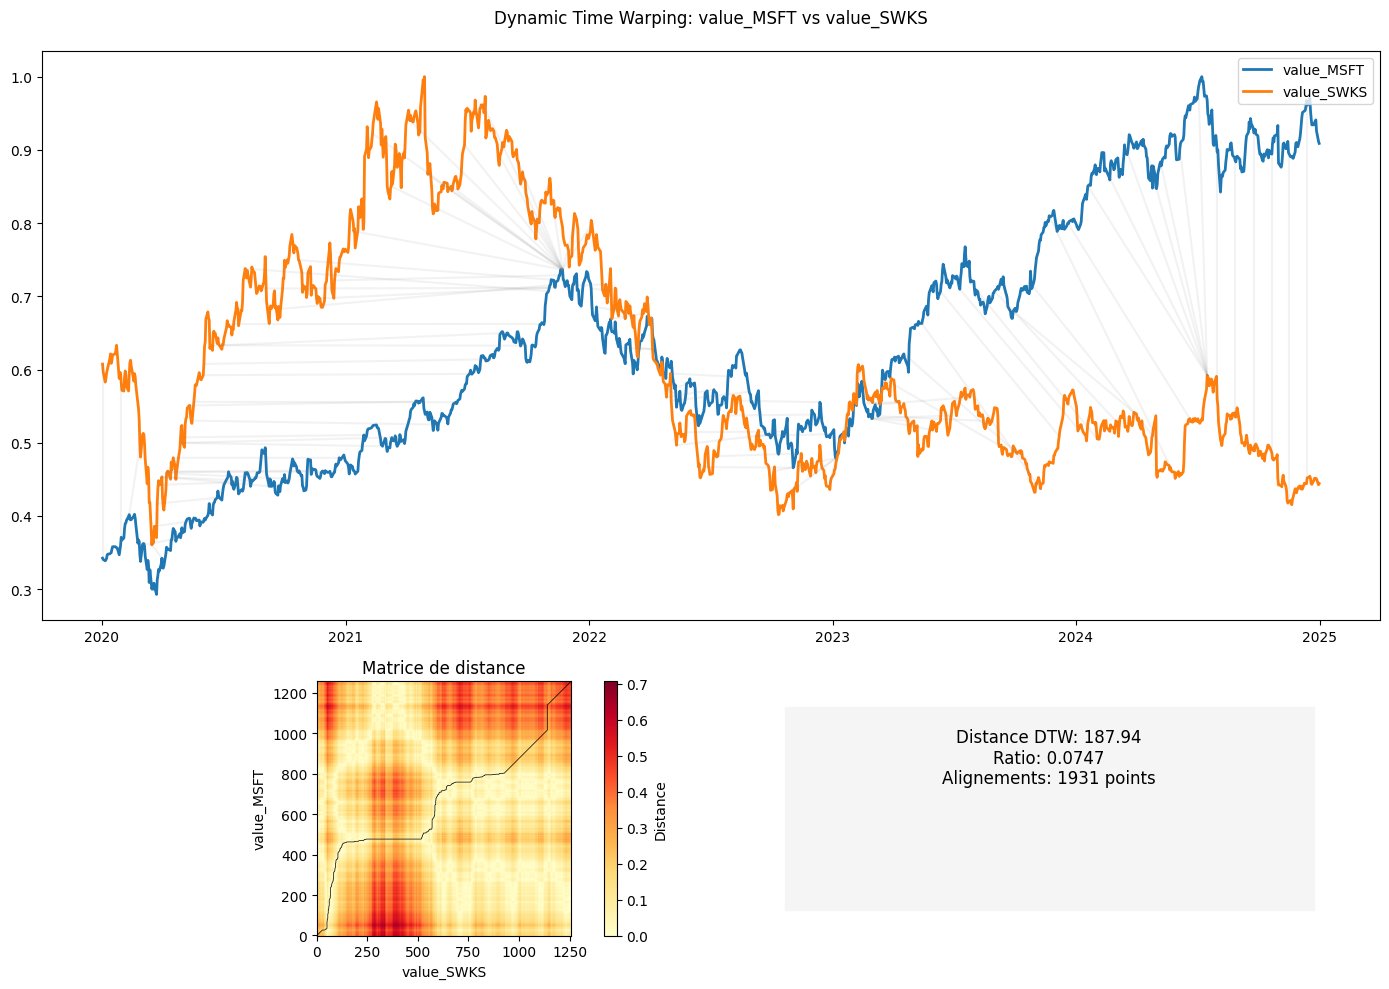 Dynamic Time Warping: value_MSFT vs value_SWKS
1.0
0.9
0.8
0.7
0.6
0.5
0.4
0.3
value_MSFT
value_SWKS
2020 2021 2022 2023 2024 2025
Matrice de distance
value_MSFT
1200
1000
800
600
400
200
0
0 250 500 750 1000 1250
value_SWKS
0.7
0.6
0.5
0.4
0.3
0.2
0.1
0.0
Distance
Distance DTW: 187.94
Ratio: 0.0747
Alignements: 1931 points